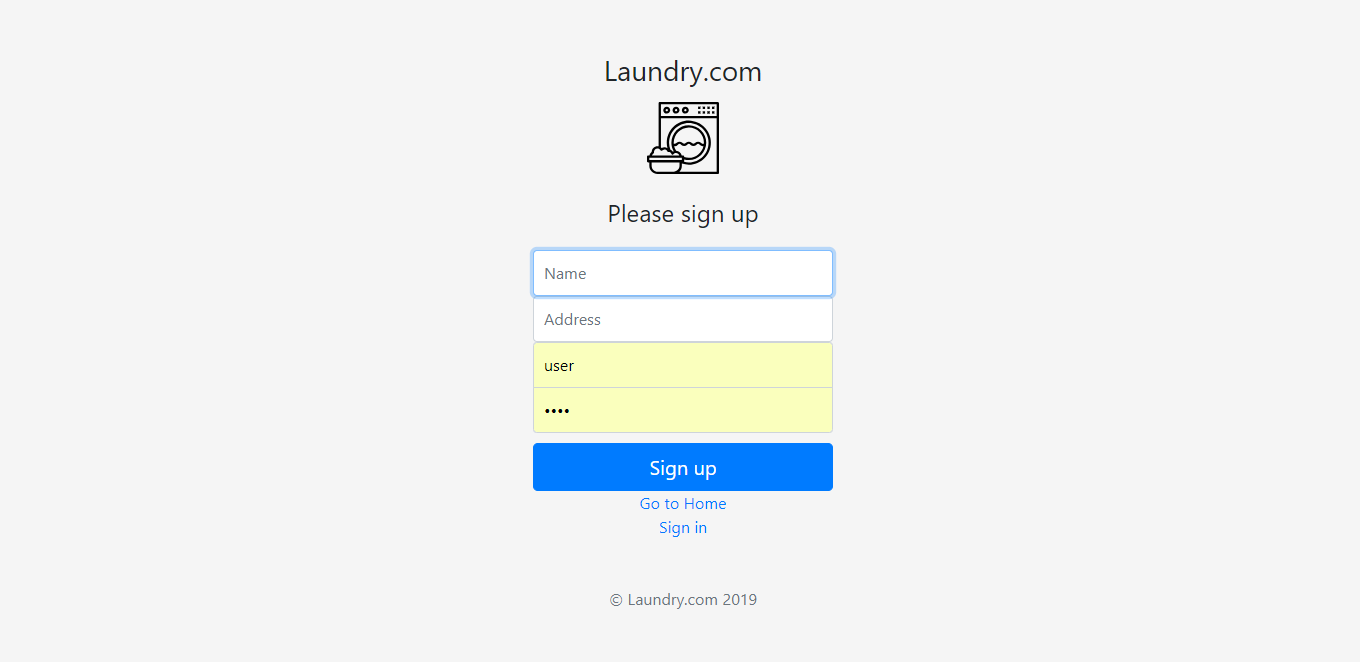 Laundry.com
Please sign up
Name
Address
user
••••
Sign up
Go to Home
Sign in
© Laundry.com 2019